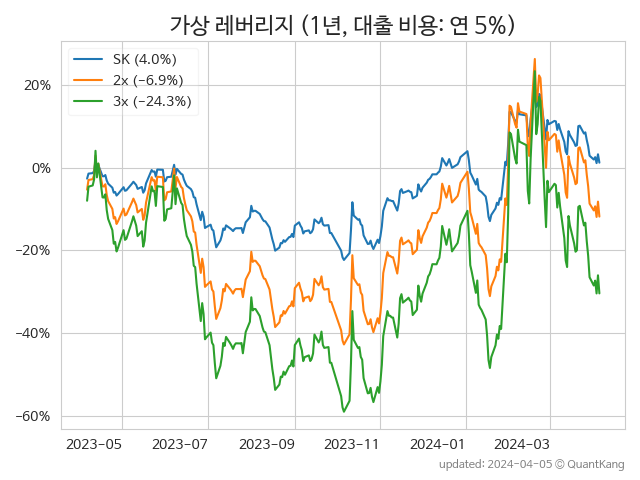 가상 레버리지 (1년, 대출 비용: 연 5%)
SK (4.0%)
2x (−6.9%)
3x (−24.3%)
20%
0%
−20%
−40%
−60%
2023-05 2023-07 2023-09 2023-11 2024-01 2024-03
updated: 2024-04-05 © QuantKang